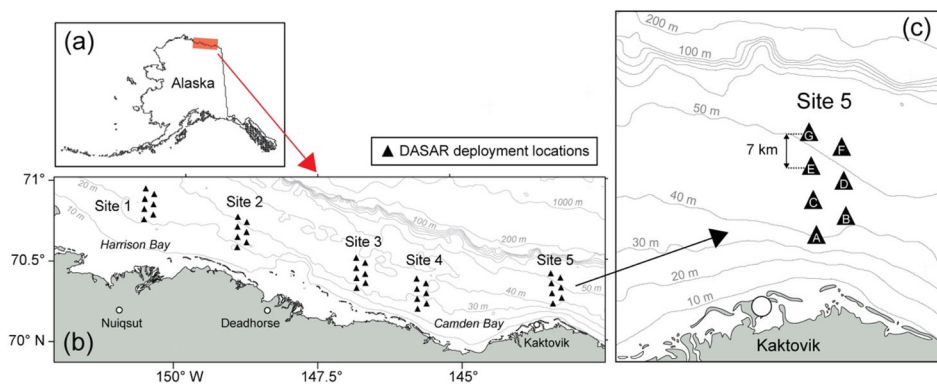 (a)
Alaska
▲ DASAR deployment locations
71°
70.5°
70° N
150° W
147.5°
145°
20 m
10 m
Site 1
Site 2
Site 3
Site 4
Site 5
Harrison Bay
Camden Bay
Nuiqsut
Deadhorse
Kaktovik
1000 m
100 m
200 m
30 m
40 m
50 m
(b)
(c)
200 m
100 m
Site 5
50 m
7 km
G
F
E
D
C
B
A
40 m
30 m
20 m
10 m
Kaktovik